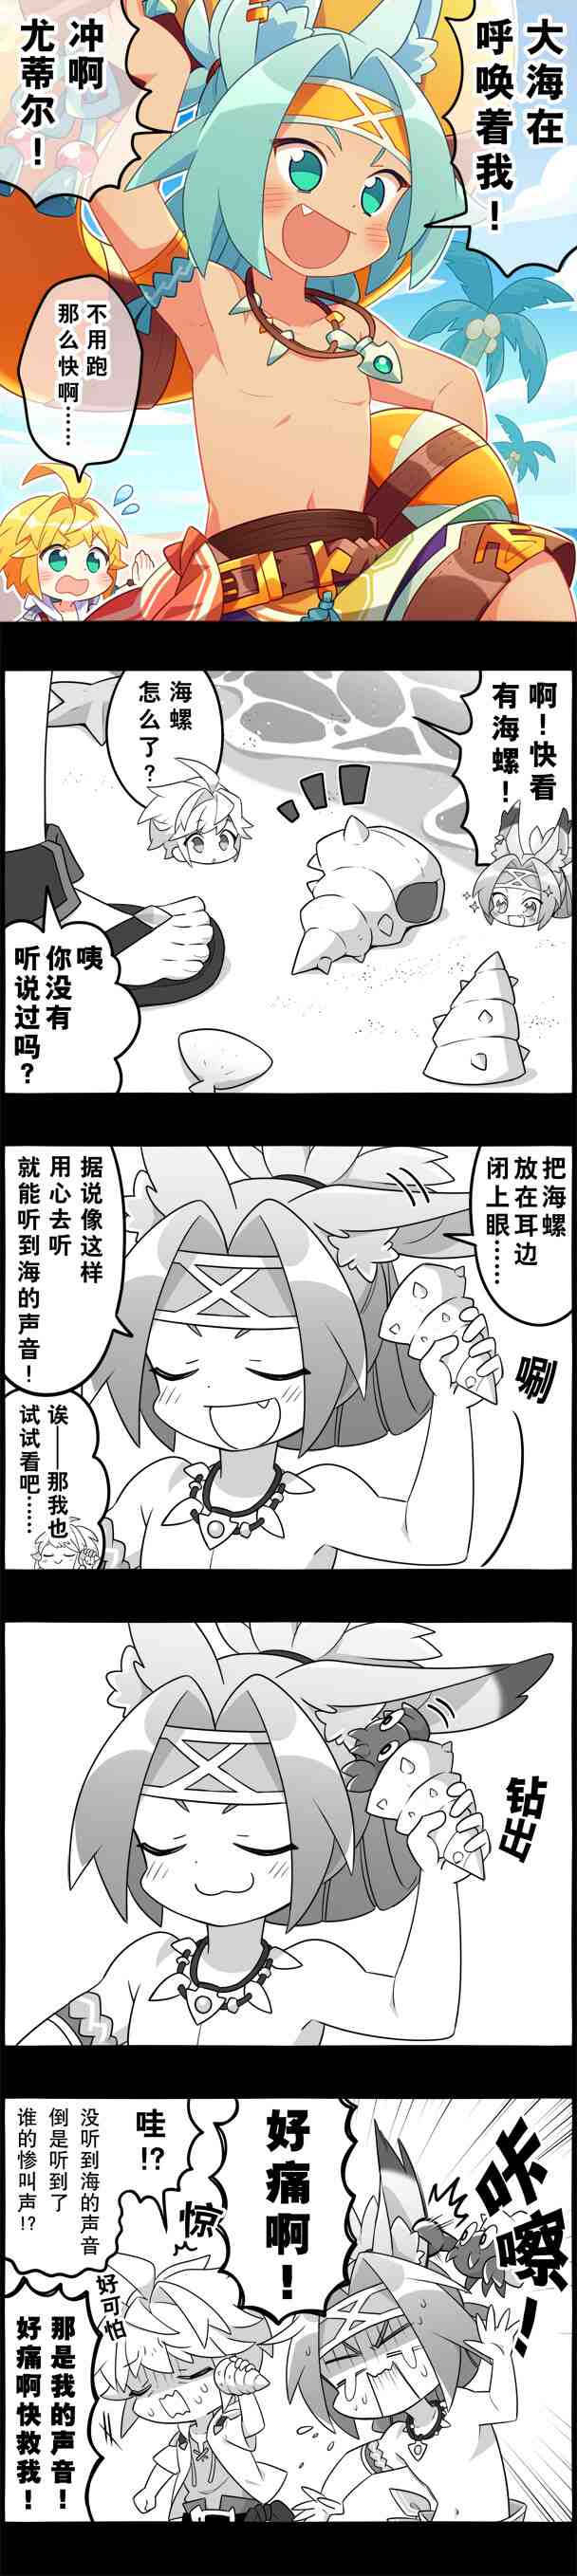 大海在
呼唤着我！
冲啊
尤蒂尔！
不用跑
那么快啊……
啊！快看
有海螺！
海螺
怎么了？
咦
你没有
听说过吗？
把海螺
放在耳边
闭上眼……
唰
据说像这样
用心去听
就能听到海的声音！
诶——那我也
试试看吧……
钻出
咔嚓！
好痛啊！
哇!?
惊
没听到海的声音
倒是听到了
谁的惨叫声!?
好可怕
那是我的声音！
好痛啊快救我！